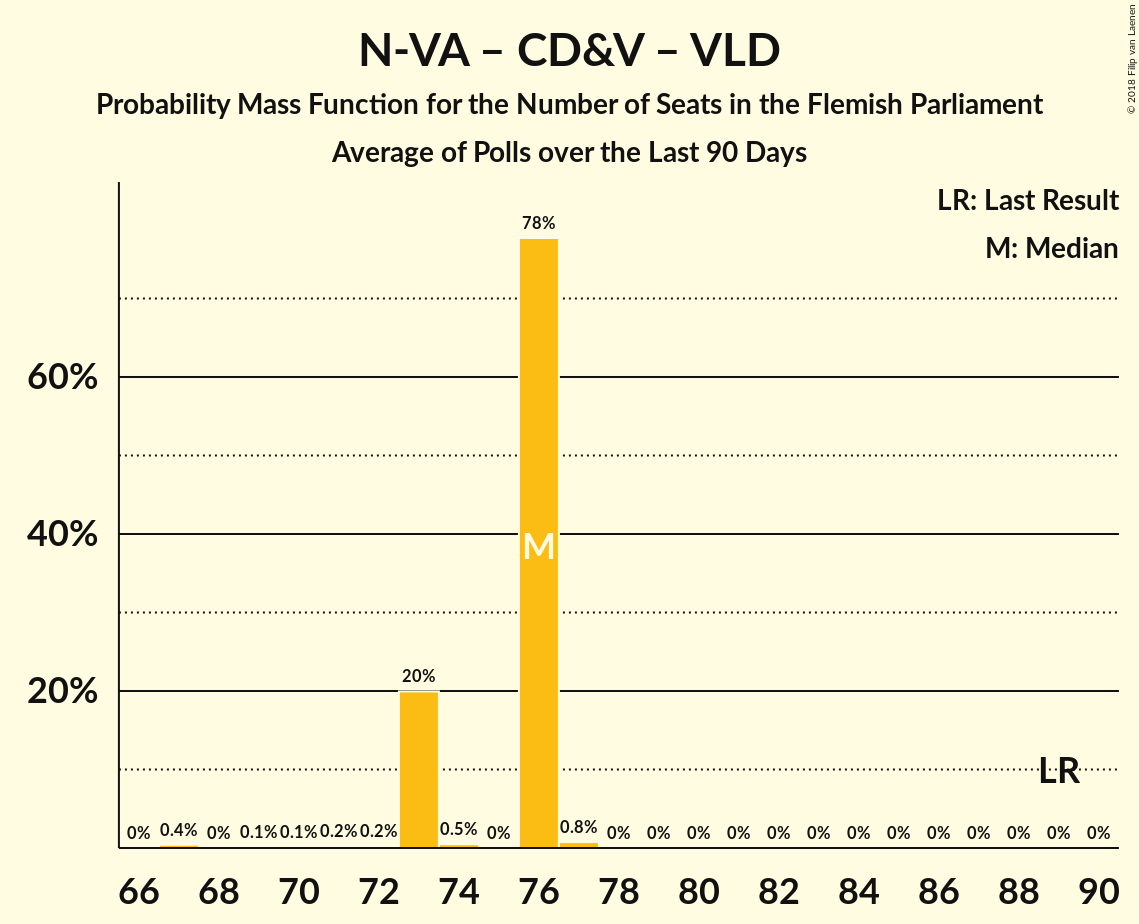 N-VA – CD&V – VLD
Probability Mass Function for the Number of Seats in the Flemish Parliament
Average of Polls over the Last 90 Days
© 2018 Filip van Laenen
LR: Last Result
M: Median
78%
60%
40%
M
20%
20%
LR
0% 0.4% 0% 0.1% 0.1% 0.2% 0.2% 0.5% 0% 0.8% 0% 0% 0% 0% 0% 0% 0% 0% 0% 0% 0% 0% 0%
66 68 70 72 74 76 78 80 82 84 86 88 90